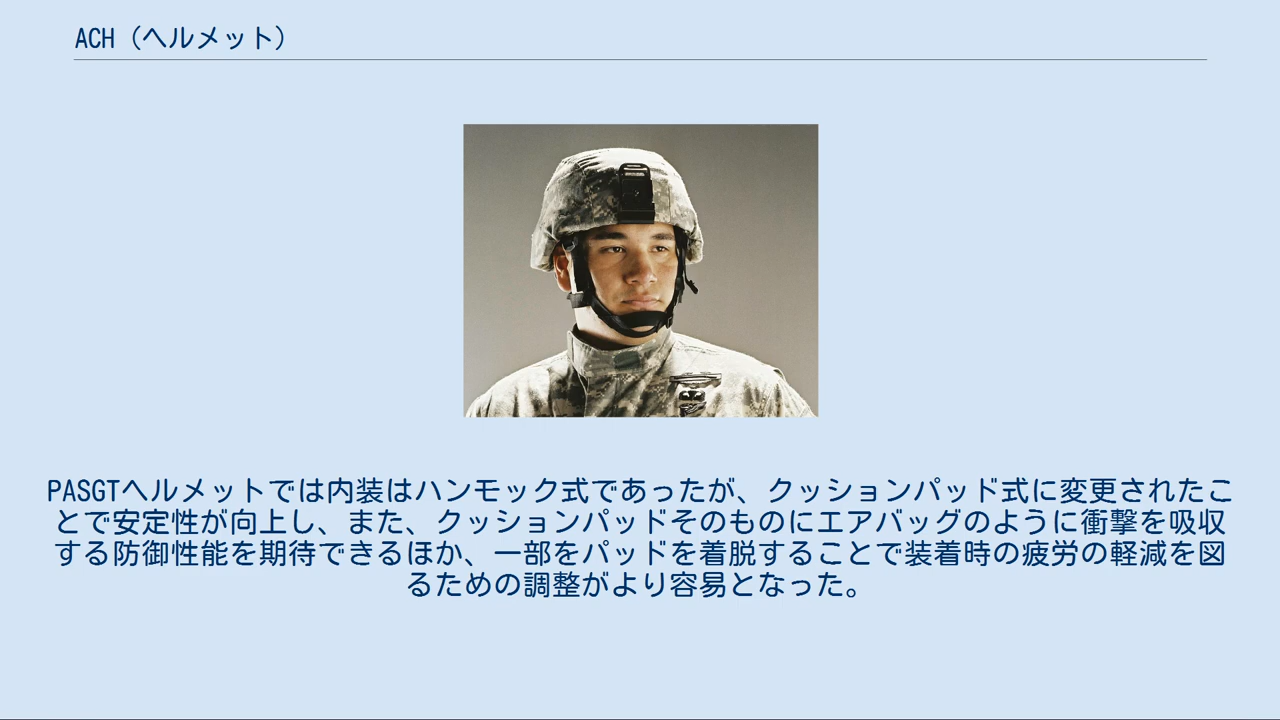 ACH（ヘルメット）
PASGTヘルメットでは内装はハンモック式であったが、クッションパッド式に変更されたこ
とで安定性が向上し、また、クッションパッドそのものにエアバッグのように衝撃を吸収
する防御性能を期待できるほか、一部をパッドを着脱することで装着時の疲労の軽減を図
るための調整がより容易となった。